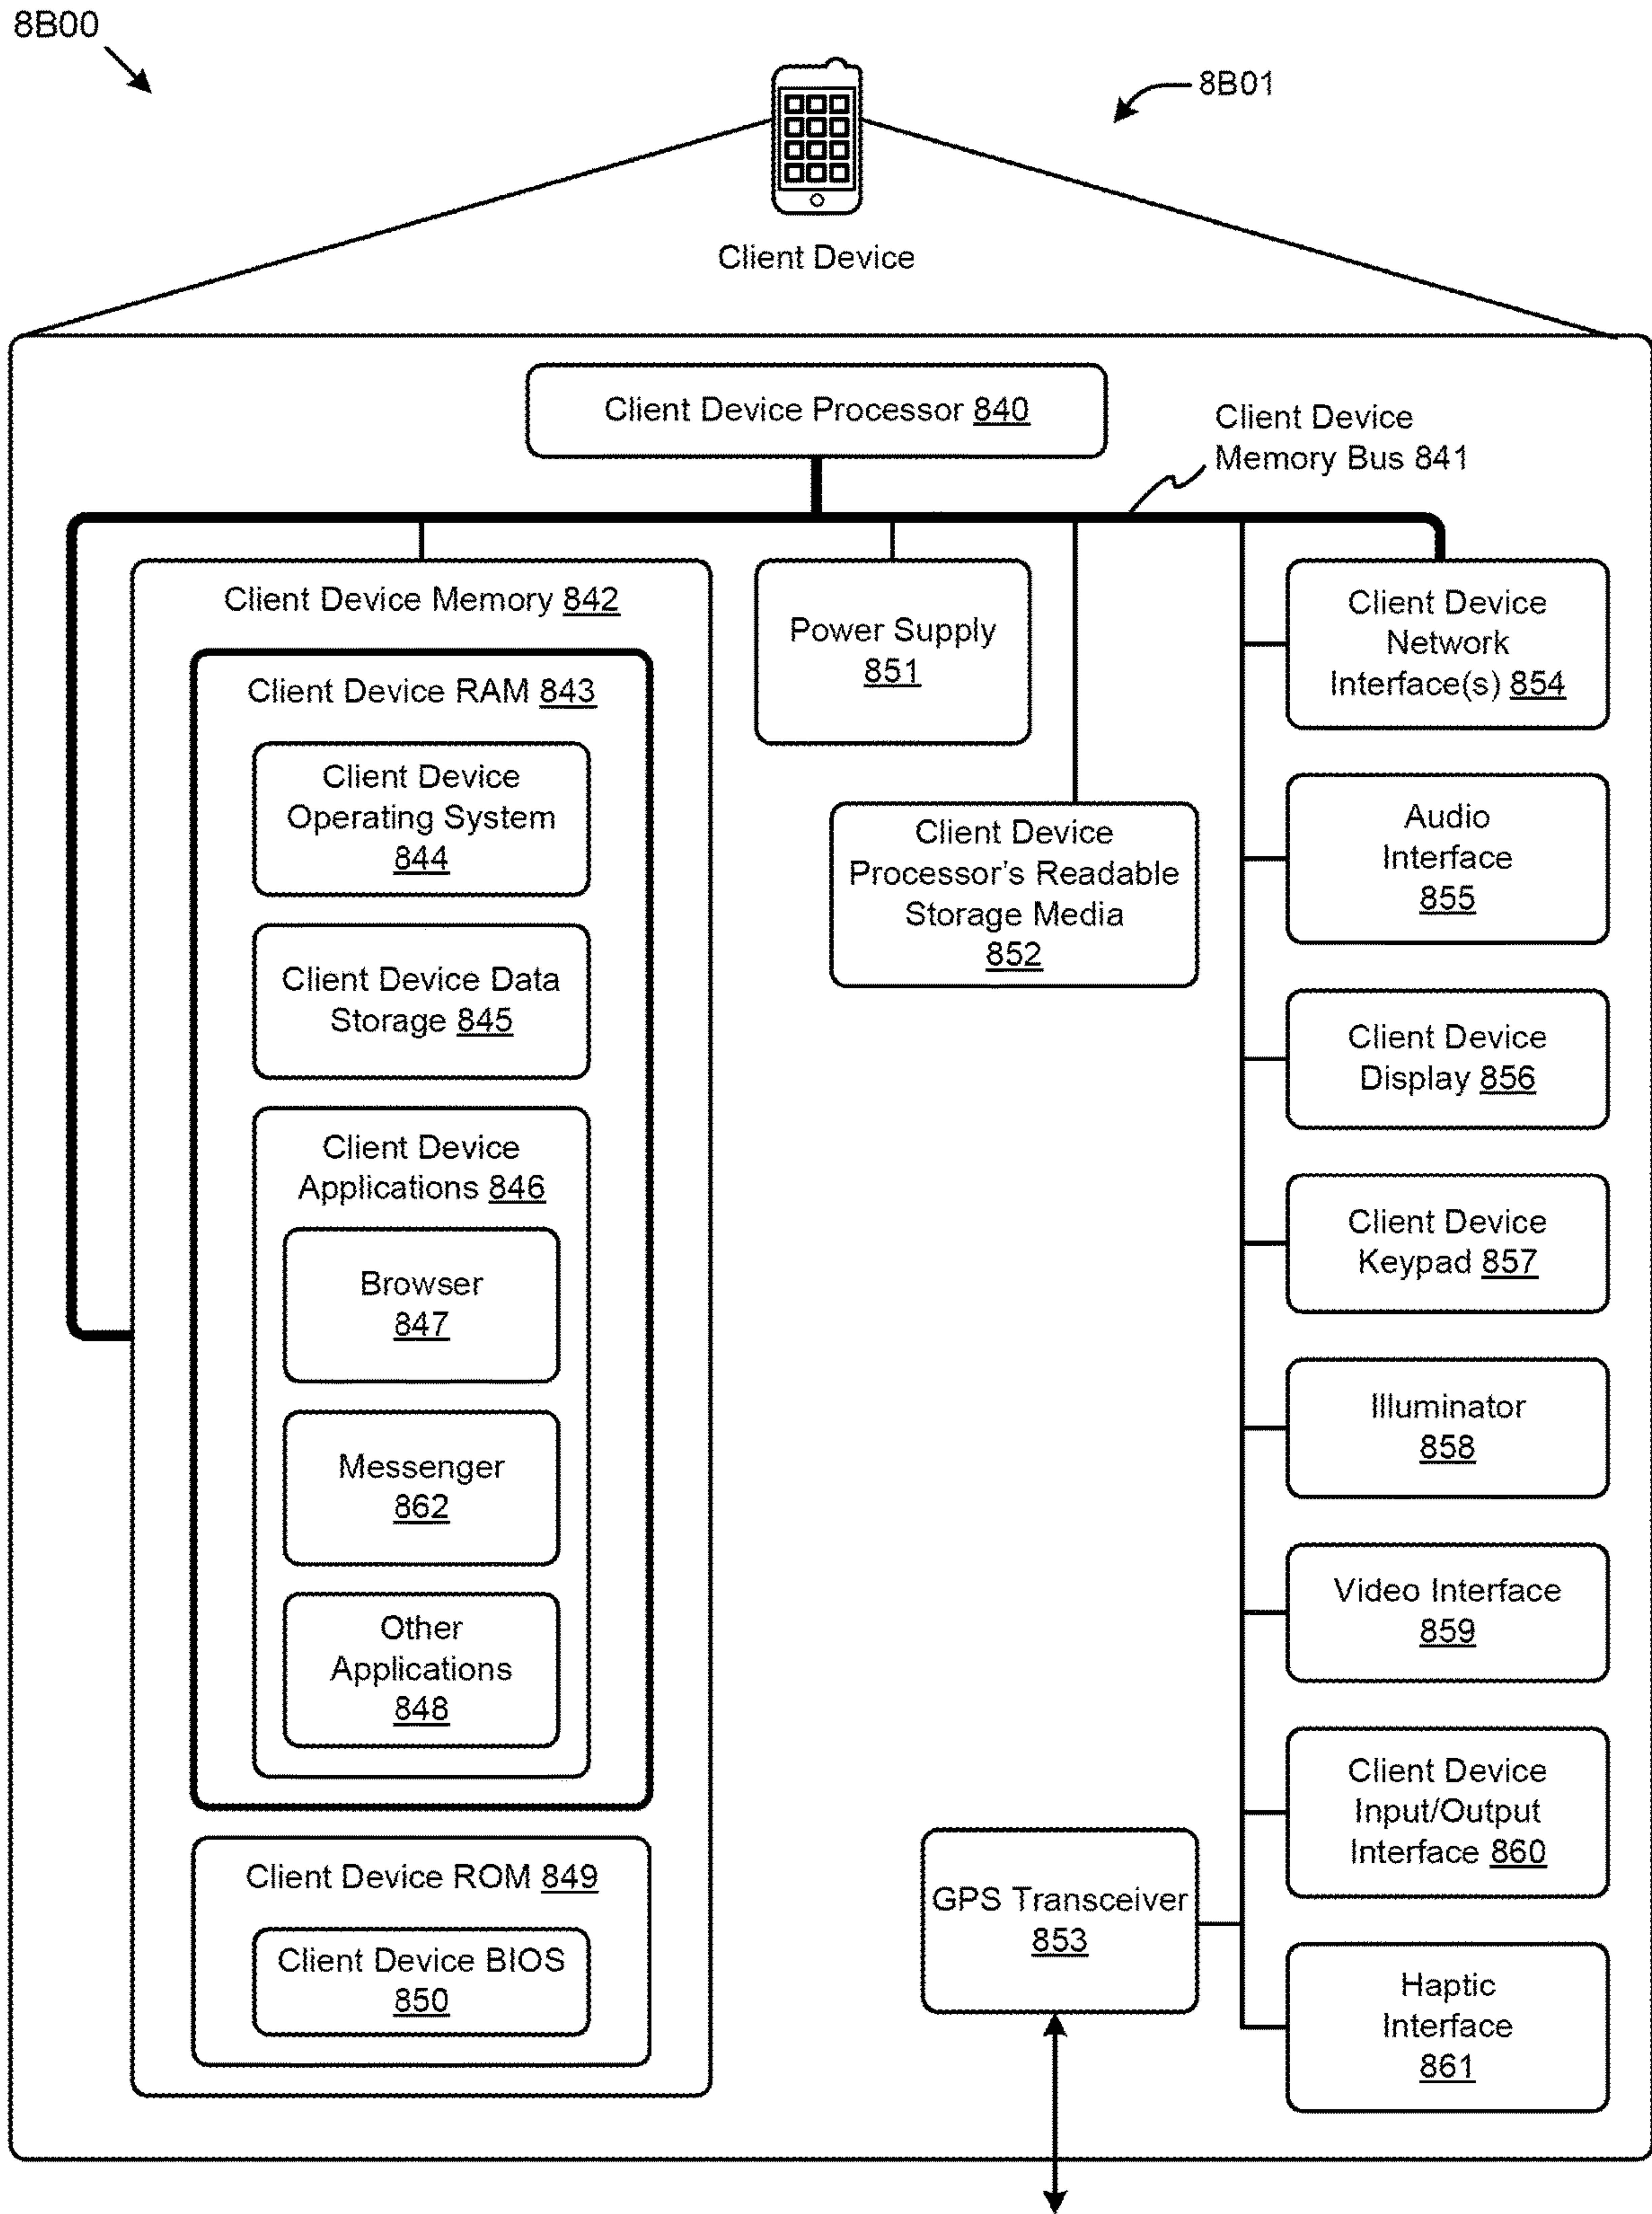 8B00
8B01
Client Device
Client Device Processor 840
Client Device
Memory Bus 841
Client Device Memory 842
Client Device RAM 843
Client Device
Operating System
844
Client Device Data
Storage 845
Client Device
Applications 846
Browser
847
Messenger
862
Other
Applications
848
Client Device ROM 849
Client Device BIOS
850
Power Supply
851
Client Device
Processor's Readable
Storage Media
852
GPS Transceiver
853
Client Device
Network
Interface(s) 854
Audio
Interface
855
Client Device
Display 856
Client Device
Keypad 857
Illuminator
858
Video Interface
859
Client Device
Input/Output
Interface 860
Haptic
Interface
861